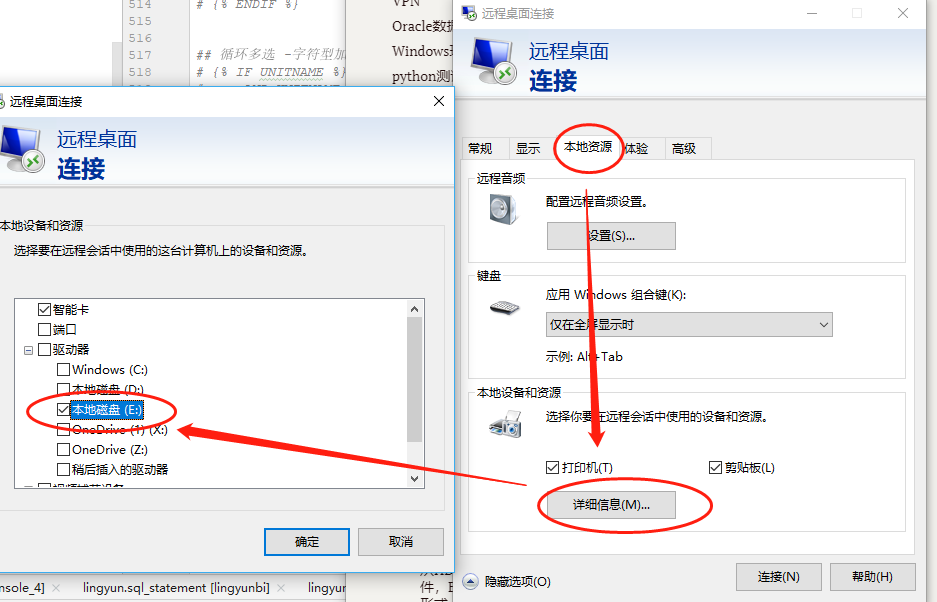 514
# {% ENDIF %}
515
516
517
## 循环多选 -字符型加
518
# {% IF UNITNAME %}
VPN
Oracle数据
python测
远程桌面连接
远程桌面
连接
本地设备和资源
选择要在远程会话中使用的这台计算机上的设备和资源。
智能卡
端口
驱动器
Windows (C:)
本地磁盘 (D:)
本地磁盘 (E:)
OneDrive (1) (X:)
OneDrive (Z:)
稍后插入的驱动器
确定
取消
nsole_4]
lingyun.sql_statement [lingyunbi]
lingyun
件，
远程桌面连接
远程桌面
连接
常规
显示
本地资源
体验
高级
远程音频
配置远程音频设置。
设置(S)...
键盘
应用 Windows 组合键(K):
仅在全屏显示时
示例: Alt+Tab
本地设备和资源
选择你要在远程会话中使用的设备和资源。
打印机(T)
剪贴板(L)
详细信息(M)...
隐藏选项(O)
连接(N)
帮助(H)